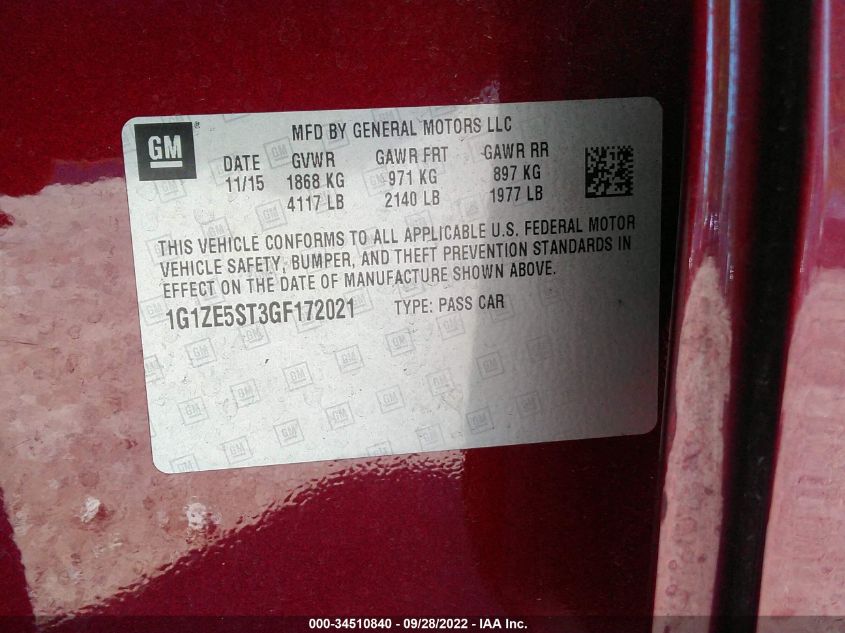 GM ® MFD BY GENERAL MOTORS LLC
DATE GVWR GAWR FRT GAWR RR
11/15 1868 KG 971 KG 897 KG
4117 LB 2140 LB 1977 LB
THIS VEHICLE CONFORMS TO ALL APPLICABLE U.S. FEDERAL MOTOR
VEHICLE SAFETY, BUMPER, AND THEFT PREVENTION STANDARDS IN
EFFECT ON THE DATE OF MANUFACTURE SHOWN ABOVE.
1G1ZE5ST3GF172021 TYPE: PASS CAR
000-34510840 - 09/28/2022 - IAA Inc.